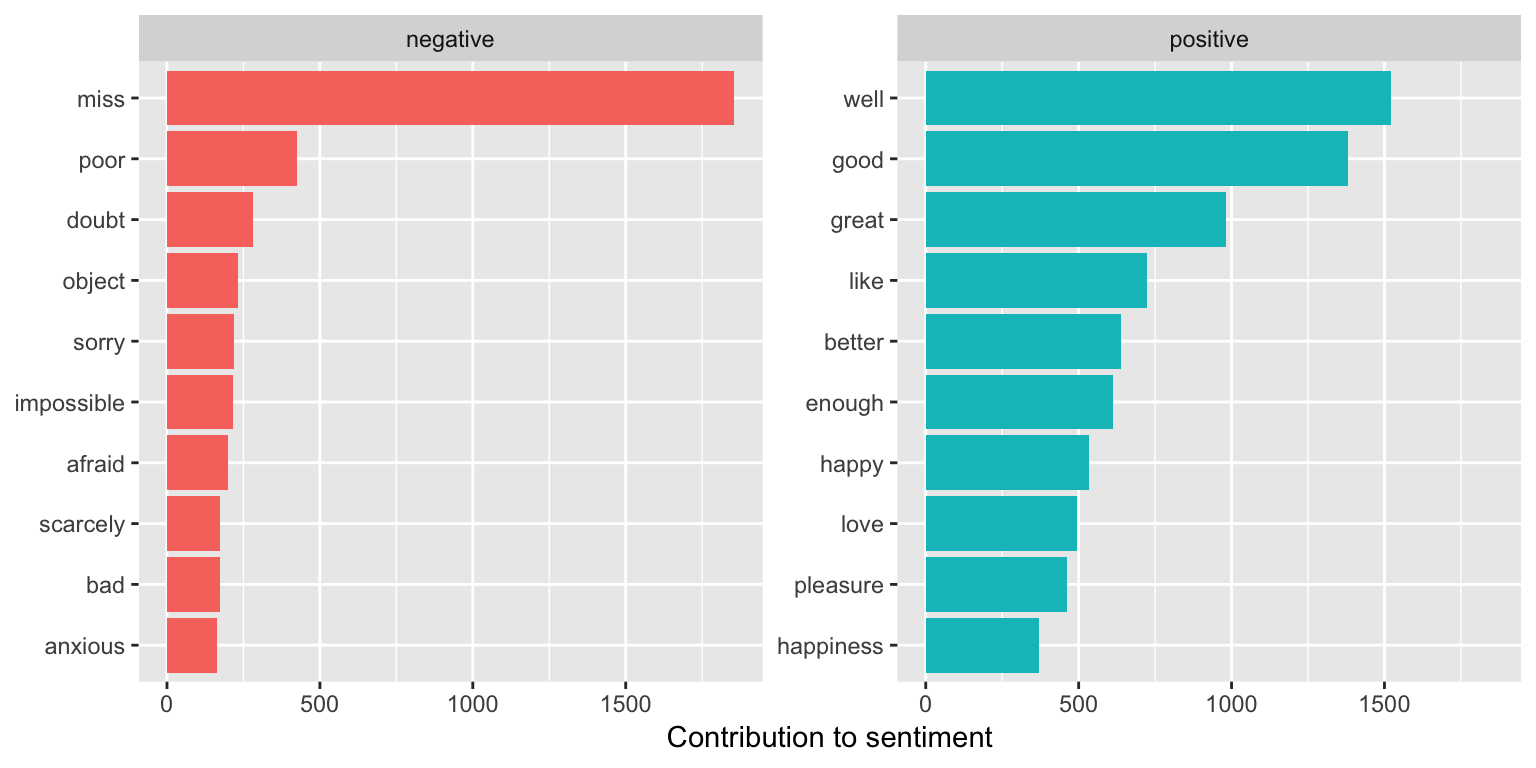 negative
miss
poor
doubt
object
sorry
impossible
afraid
scarcely
bad
anxious
0 500 1000 1500
positive
well
good
great
like
better
enough
happy
love
pleasure
happiness
0 500 1000 1500
Contribution to sentiment